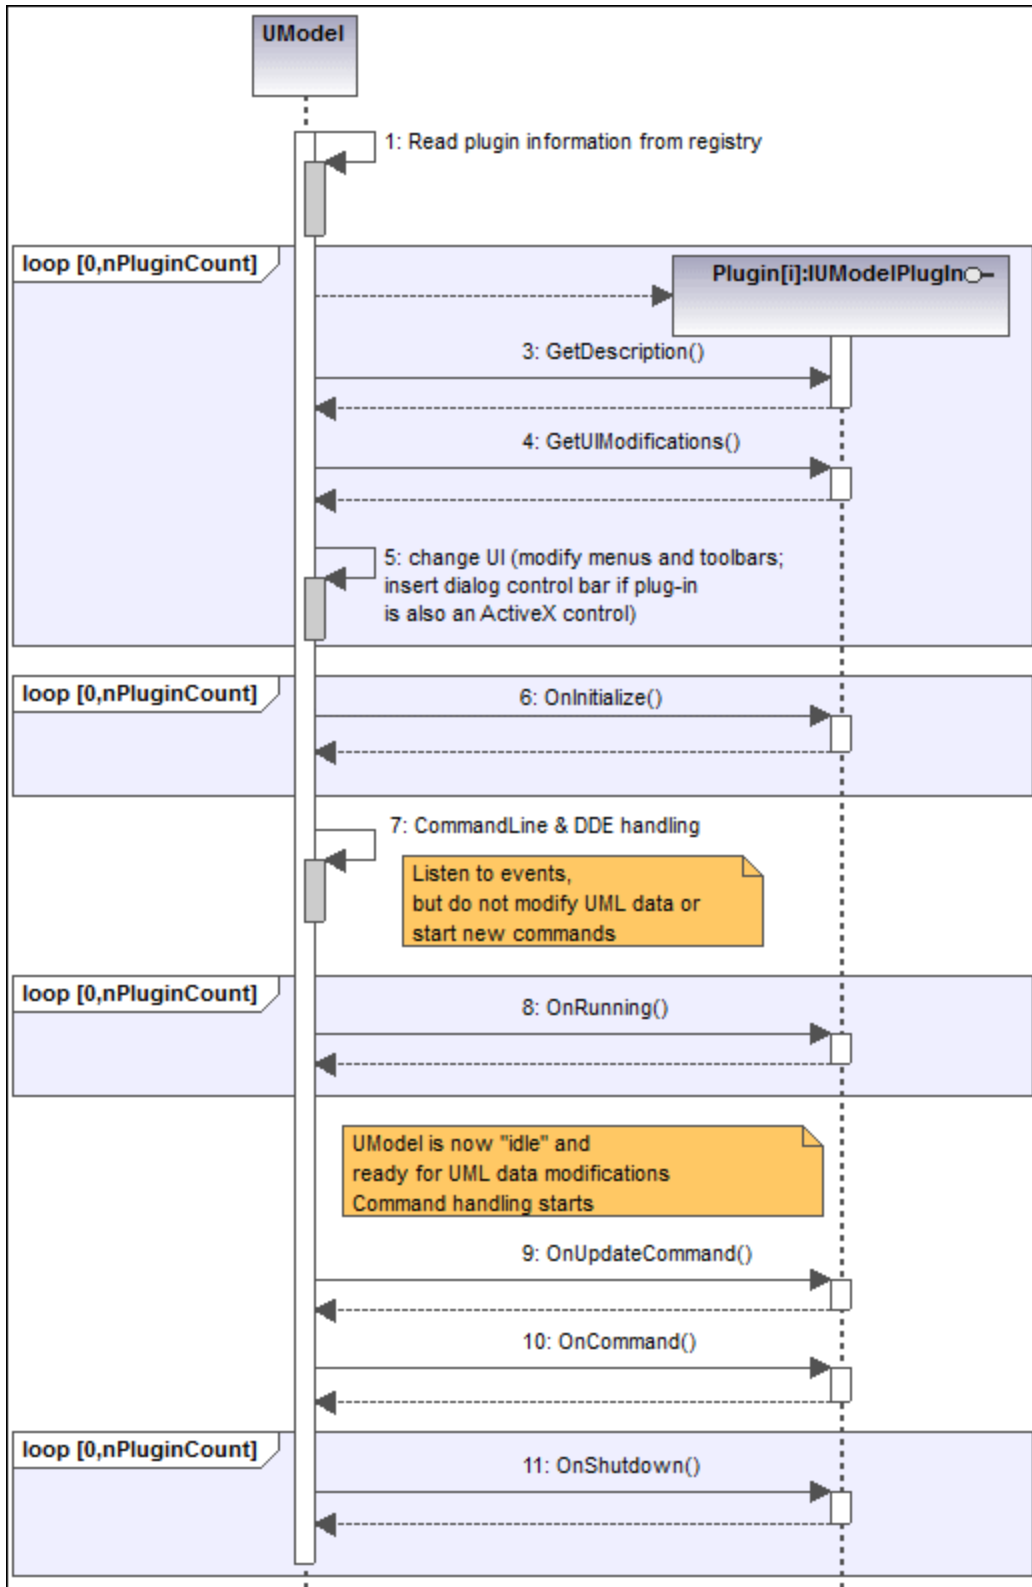 UModel
1: Read plugin information from registry
loop [0,nPluginCount]
Plugin[i]:IUModelPlugIn
3: GetDescription()
4: GetUIModifications()
5: change UI (modify menus and toolbars;
insert dialog control bar if plug-in
is also an ActiveX control)
loop [0,nPluginCount]
6: OnInitialize()
7: CommandLine & DDE handling
Listen to events,
but do not modify UML data or
start new commands
loop [0,nPluginCount]
8: OnRunning()
UModel is now "idle" and
ready for UML data modifications
Command handling starts
9: OnUpdateCommand()
10: OnCommand()
loop [0,nPluginCount]
11: OnShutdown()